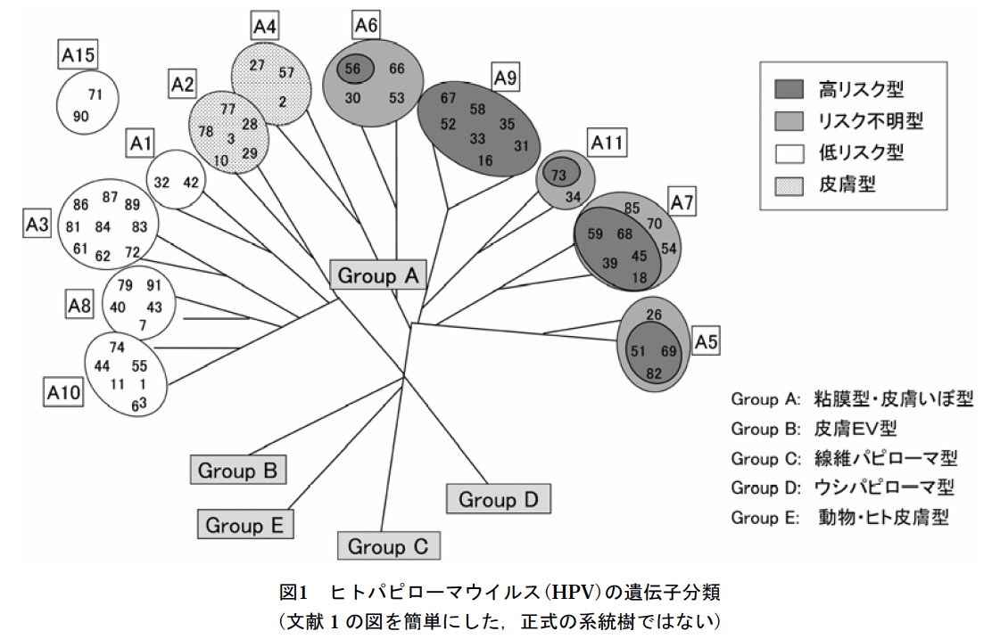 A15
71
90
A4
27
57
2
A2
77
28
78
3
29
10
A6
56
66
30
53
A9
67
58
52
35
33
31
16
A11
73
34
A7
85
70
59
68
54
45
39
18
A5
26
51
69
82
A1
32
42
A3
86
87
89
81
84
83
61
62
72
A8
79
91
40
43
7
A10
74
44
55
11
1
63
Group A
Group B
Group E
Group C
Group D
高リスク型
リスク不明型
低リスク型
皮膚型
Group A: 粘膜型・皮膚いぼ型
Group B: 皮膚EV型
Group C: 線維パピローマ型
Group D: ウシパピローマ型
Group E: 動物・ヒト皮膚型
図1 ヒトパピローマウイルス(HPV)の遺伝子分類
(文献 1 の図を簡単にした,正式の系統樹ではない)